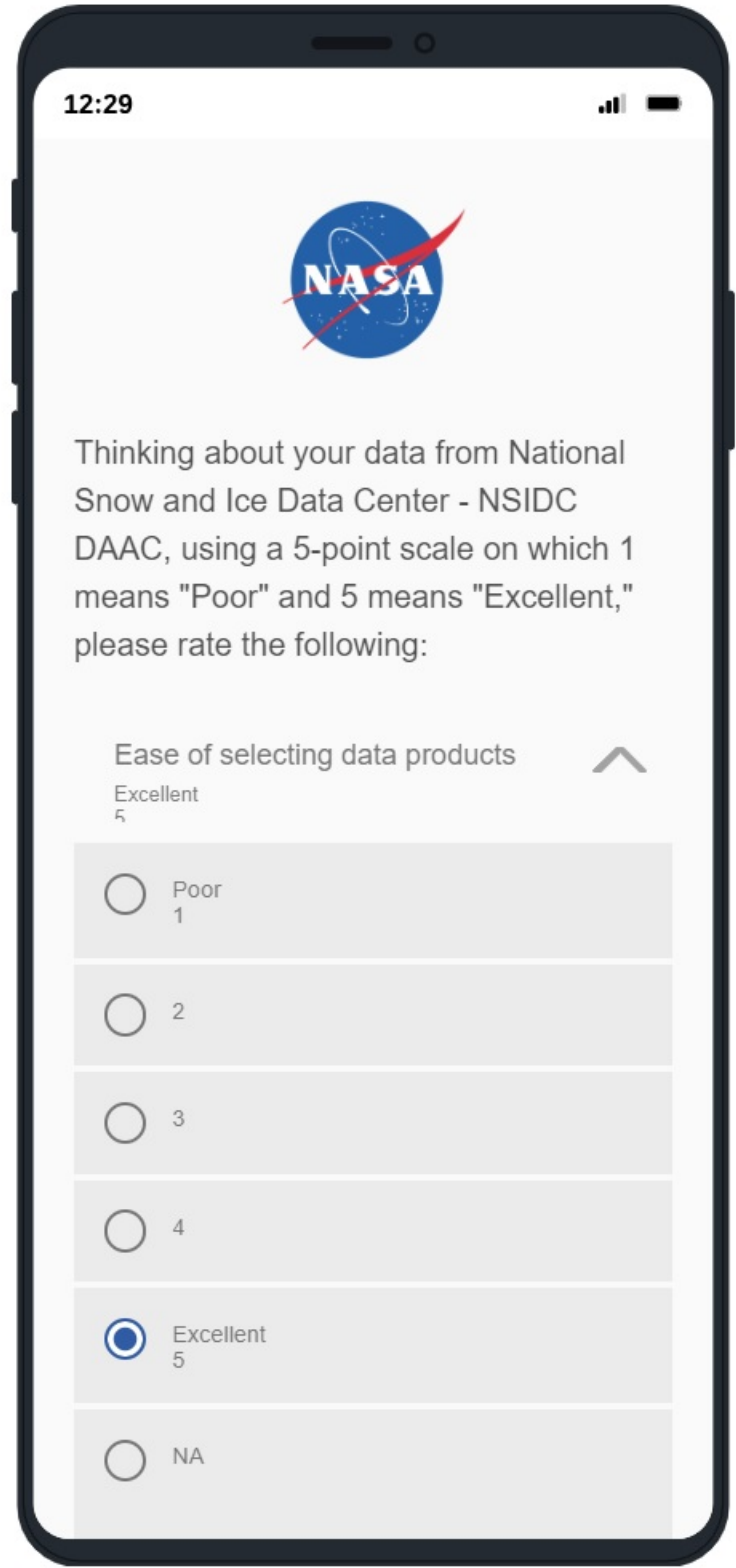 12:29
NASA
Thinking about your data from National
Snow and Ice Data Center - NSIDC
DAAC, using a 5-point scale on which 1
means "Poor" and 5 means "Excellent,"
please rate the following:
Ease of selecting data products
Excellent
5
Poor
1
2
3
4
Excellent
5
NA